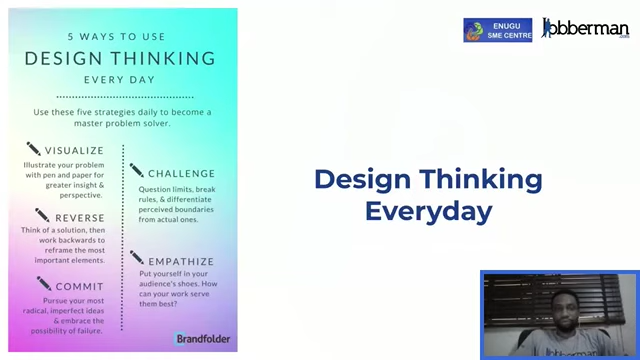 5 WAYS TO USE
DESIGN THINKING
EVERY DAY
Use these five strategies daily to become a
master problem solver.
VISUALIZE
Illustrate your problem
with pen and paper for
greater insight &
perspective.
REVERSE
Think of a solution, then
work backwards to
reframe the most
important elements.
COMMIT
Pursue your most
radical, imperfect ideas
& embrace the
possibility of failure.
CHALLENGE
Question limits, break
rules, & differentiate
perceived boundaries
from actual ones.
EMPATHIZE
Put yourself in your
audience's shoes. How
can your work serve
them best?
Brandfolder
ENUGU
SME CENTRE
Jobberman
.com
Design Thinking
Everyday
Jobberman